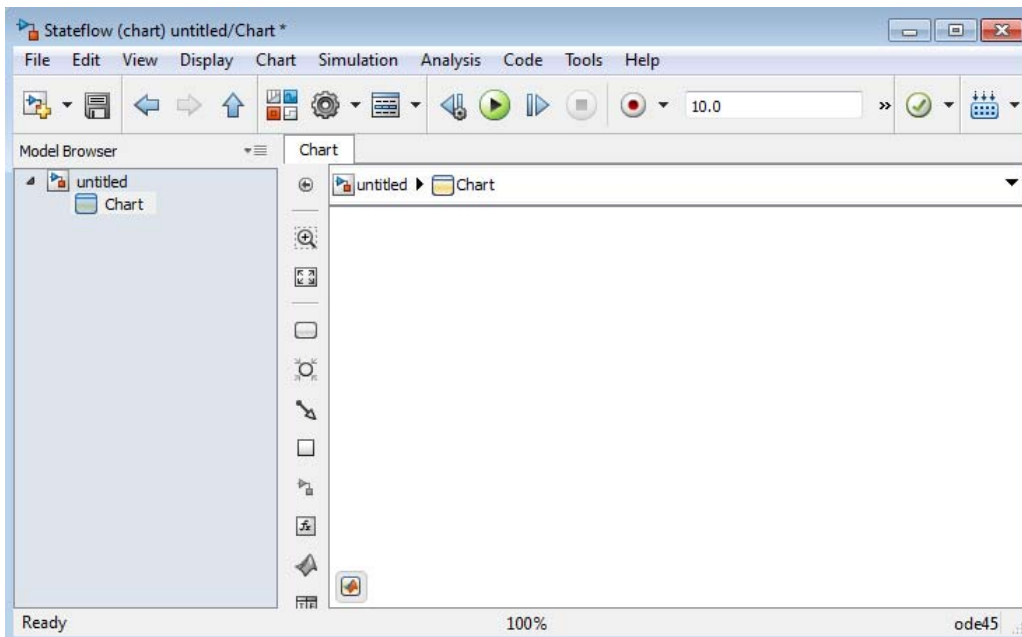 Stateflow (chart) untitled/Chart *
File Edit View Display Chart Simulation Analysis Code Tools Help
10.0 »
Model Browser
Chart
untitled
Chart
untitled Chart
fx
Ready 100% ode45